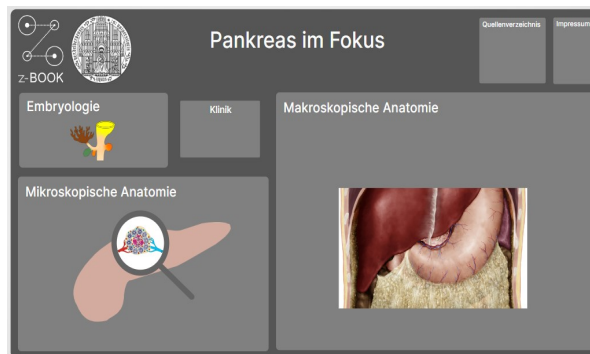 z-BOOK
Pankreas im Fokus
Quellenverzeichnis
Impressum
Embryologie
Klinik
Makroskopische Anatomie
Mikroskopische Anatomie